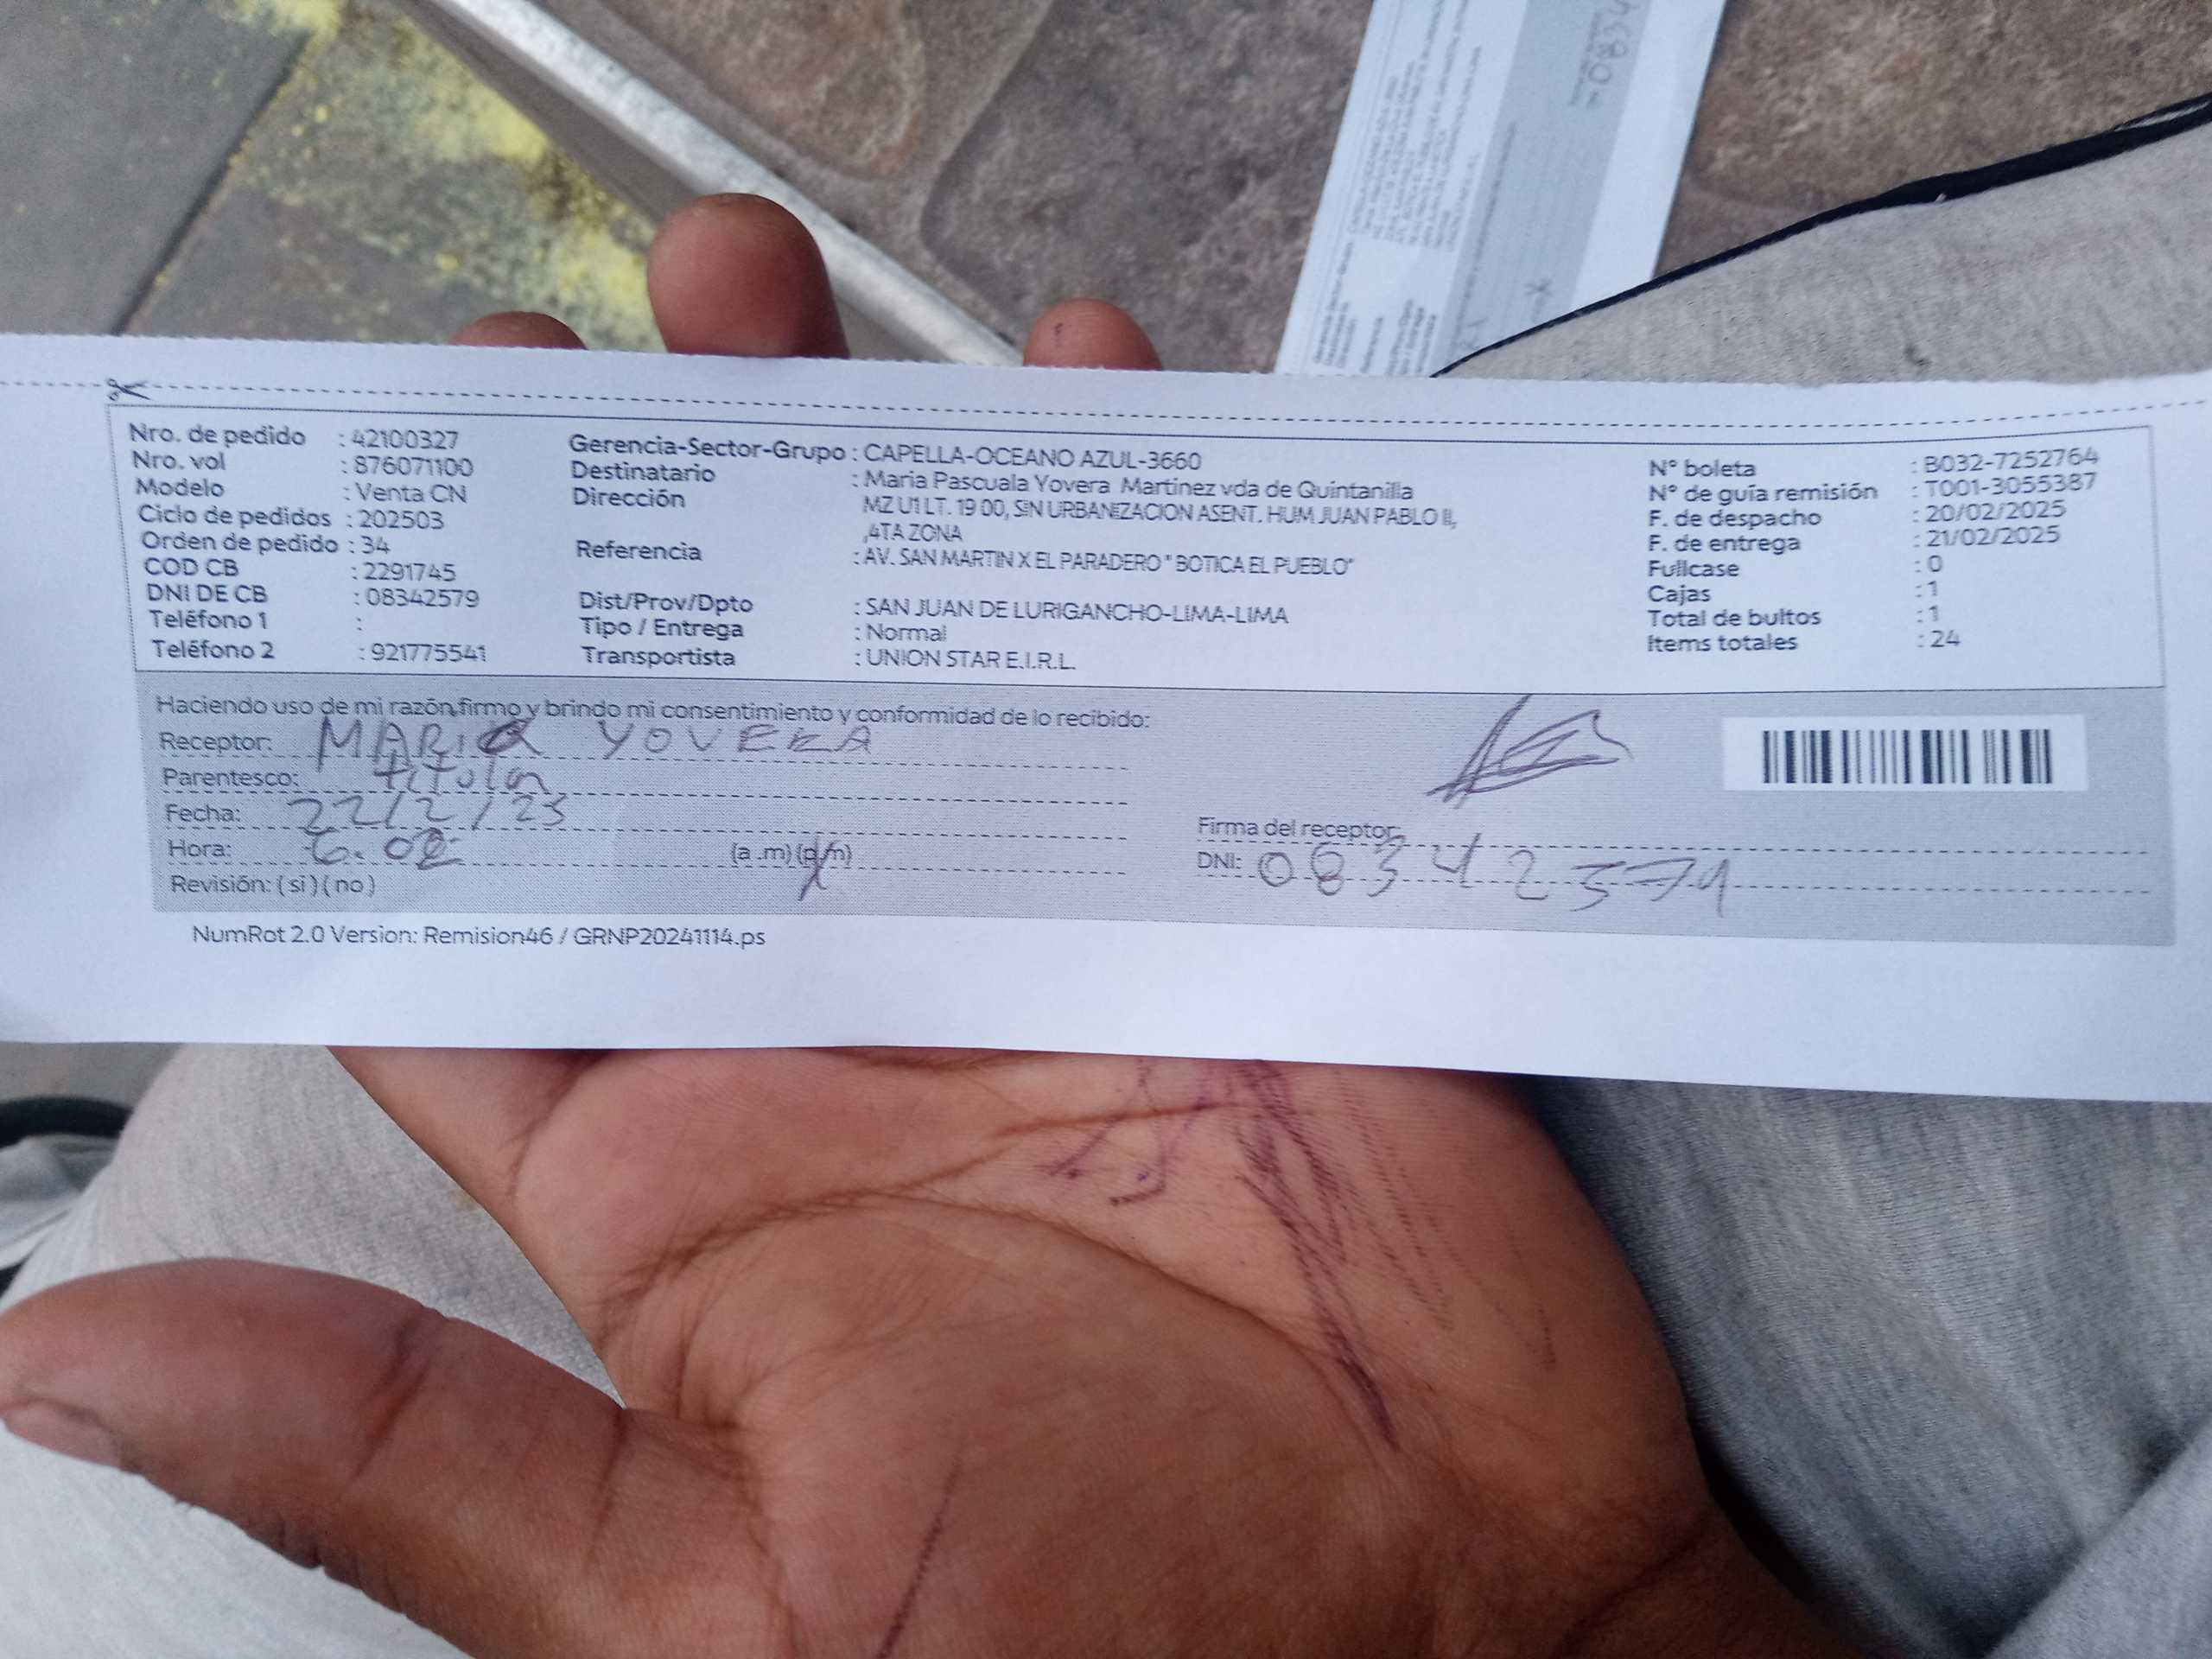 Nro. de pedido : 42100327
Nro. vol : 876071100
Modelo : Venta CN
Ciclo de pedidos : 202503
Orden de pedido : 34
COD CB : 2291745
DNI DE CB : 08342579
Teléfono 1 :
Teléfono 2 : 921775541
Gerencia-Sector-Grupo : CAPELLA-OCEANO AZUL-3660
Destinatario : Maria Pascuala Yovera Martinez vda de Quintanilla
Dirección MZ U1 LT. 19 00, SIN URBANIZACION ASENT. HUM JUAN PABLO II,
,4TA ZONA
Referencia : AV. SAN MARTIN X EL PARADERO " BOTICA EL PUEBLO"
Dist/Prov/Dpto : SAN JUAN DE LURIGANCHO-LIMA-LIMA
Tipo / Entrega : Normal
Transportista : UNION STAR E.I.R.L.
N° boleta : B032-7252764
N° de guía remisión : T001-3055387
F. de despacho : 20/02/2025
F. de entrega : 21/02/2025
Fullcase : 0
Cajas : 1
Total de bultos : 1
Items totales : 24
Haciendo uso de mi razón,firmo y brindo mi consentimiento y conformidad de lo recibido:
Receptor: MARIA YOVERA
Parentesco: titular
Fecha: 22/2/25
Hora: 6.02 (a.m)(p/m)
Revisión: (si)(no)
Firma del receptor:
DNI: 08342579
NumRot 2.0 Version: Remision46 / GRNP20241114.ps